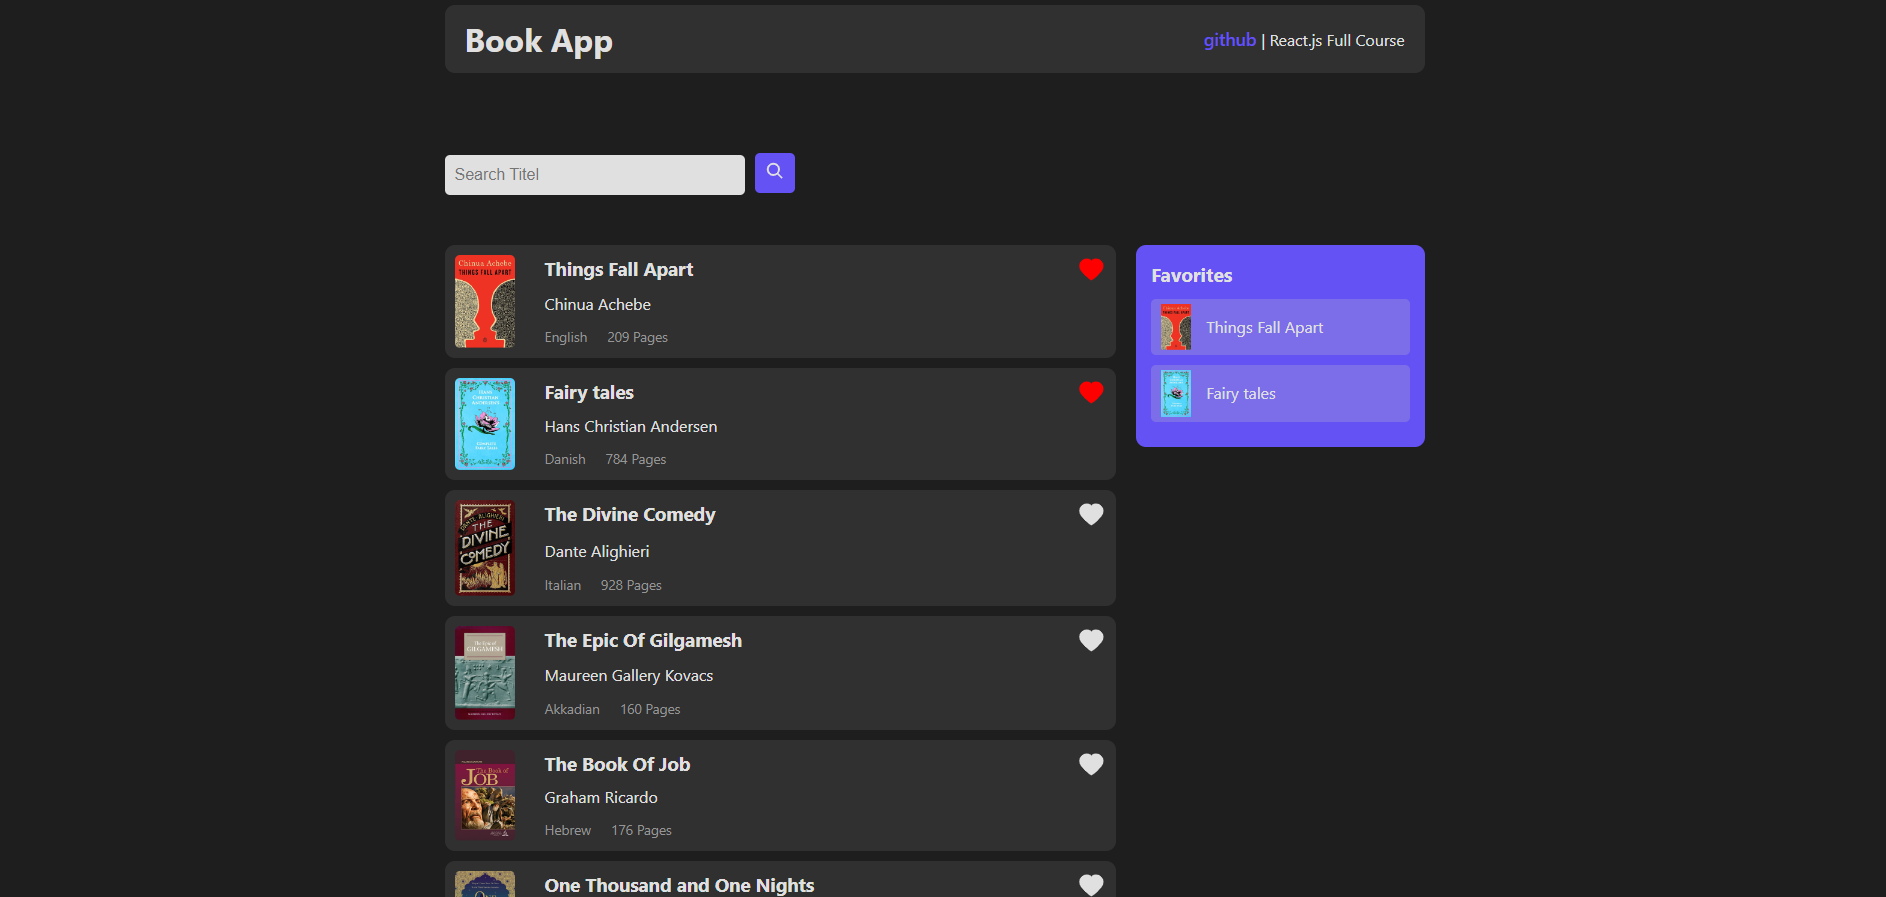 Book App
github | React.js Full Course
Search Titel
Chinua Achebe
THINGS FALL APART
Things Fall Apart
Chinua Achebe
English 209 Pages
Fairy tales
Hans Christian Andersen
Danish 784 Pages
DANTE ALIGHIERI
THE
DIVINE
COMEDY
The Divine Comedy
Dante Alighieri
Italian 928 Pages
GILGAMESH
The Epic Of Gilgamesh
Maureen Gallery Kovacs
Akkadian 160 Pages
The Book of
JOB
The Book Of Job
Graham Ricardo
Hebrew 176 Pages
One Thousand and One Nights
Favorites
Things Fall Apart
Fairy tales